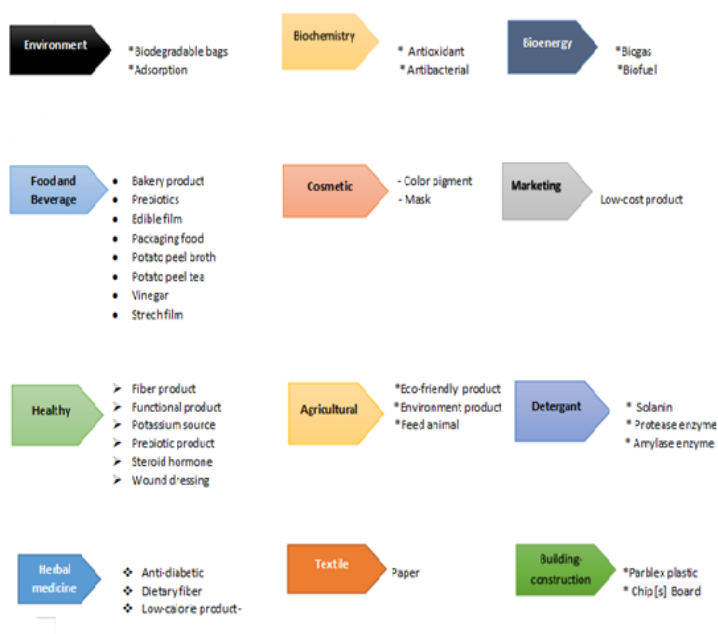 Environment
*Biodegradable bags
*Adsorption
Biochemistry
* Antioxidant
*Artibacterial
Bioenergy
*Biogas
*Biofuel
Food and
Beverage
• Bakery product
• Prebiotics
• Edible film
• Packaging food
• Potato peel broth
• Potato peel tea
• Vinegar
• Strech film
Cosmetic
- Color pigment
- Mask
Marketing
Low-cost product
Healthy
➢ Fiber product
➢ Functional product
➢ Potassium source
➢ Prebiotic product
➢ Steroid hormone
➢ Wound dressing
Agricultural
*Eco-friendly product
*Environment product
*Feed animal
Detergant
* Solanin
* Protease enzyme
* Amylase enzyme
Herbal
medicine
❖ Anti-diabetic
❖ Dietary fiber
❖ Low-calorie product-
Textile
Paper
Building-
construction
*Parblex plastic
* Chip[s] Board